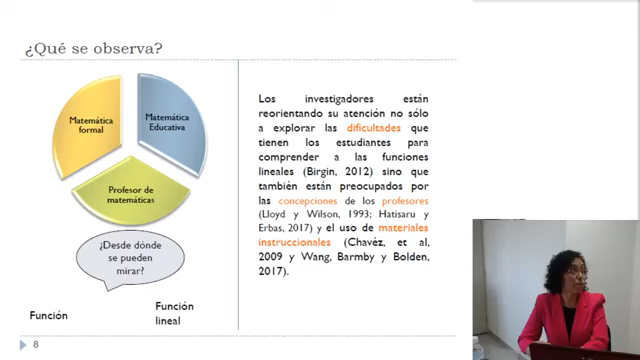 ¿Qué se observa?
Matemática
formal
Matemática
Educativa
Profesor de
matemáticas
¿Desde dónde
se pueden
mirar?
Función
Función
lineal
Los investigadores están
reorientando su atención no sólo
a explorar las dificultades que
tienen los estudiantes para
comprender a las funciones
lineales (Birgin, 2012) sino que
también están preocupados por
las concepciones de los profesores
(Lloyd y Wilson, 1993; Hatisaru y
Erbas, 2017) y el uso de materiales
instruccionales (Chavéz, et al,
2009 y Wang, Barmby y Bolden,
2017).
8